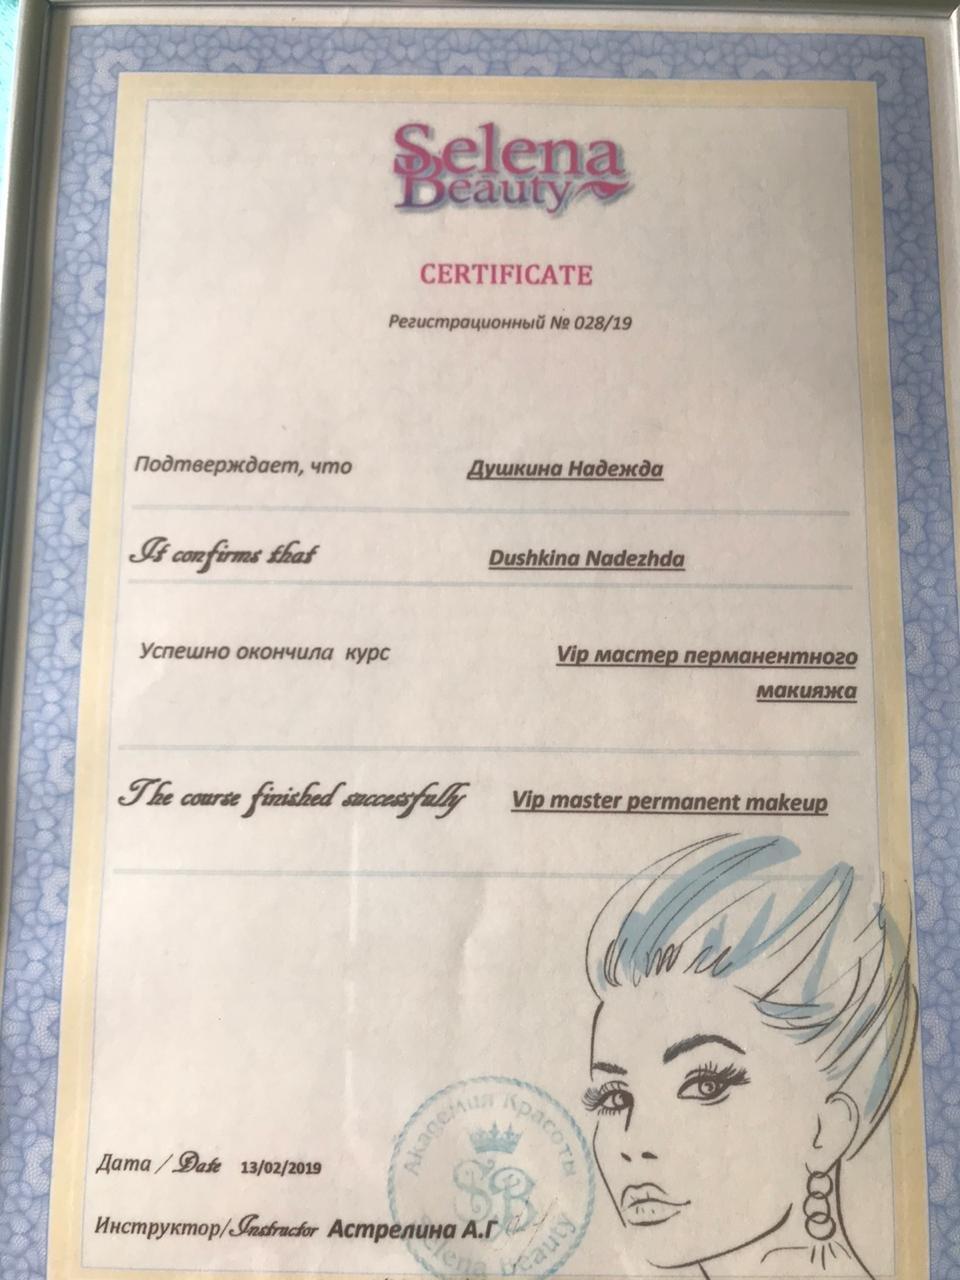 Selena
Beauty
CERTIFICATE
Регистрационный № 028/19
Подтверждает, что Душкина Надежда
It confirms that Dushkina Nadezhda
Успешно окончила курс Vip мастер перманентного
макияжа
The course finished successfully Vip master permanent makeup
Академия Красоты
SB
Selena Beauty
Дата / Date 13/02/2019
Инструктор/Instructor Астрелина А.Г